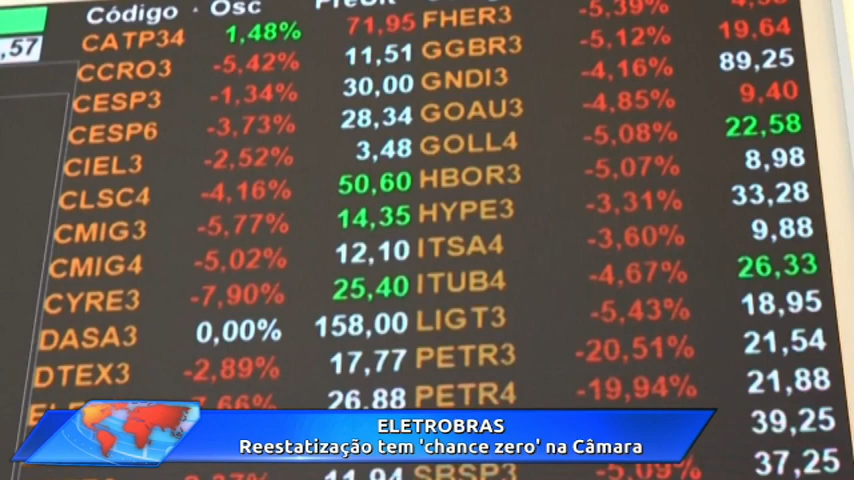 Código Osc
,57
CATP34 1,48% 71,95 FHER3 -5,39%
CCRO3 -5,42% 11,51 GGBR3 -5,12% 19,64
CESP3 -1,34% 30,00 GNDI3 -4,16% 89,25
CESP6 -3,73% 28,34 GOAU3 -4,85% 9,40
CIEL3 -2,52% 3,48 GOLL4 -5,08% 22,58
CLSC4 -4,16% 50,60 HBOR3 -5,07% 8,98
CMIG3 -5,77% 14,35 HYPE3 -3,31% 33,28
CMIG4 -5,02% 12,10 ITSA4 -3,60% 9,88
CYRE3 -7,90% 25,40 ITUB4 -4,67% 26,33
DASA3 0,00% 158,00 LIGT3 -5,43% 18,95
DTEX3 -2,89% 17,77 PETR3 -20,51% 21,54
26,88 PETR4 -19,94% 21,88
39,25
11,94 SBSP3 -5,09% 37,25
ELETROBRAS
Reestatização tem 'chance zero' na Câmara